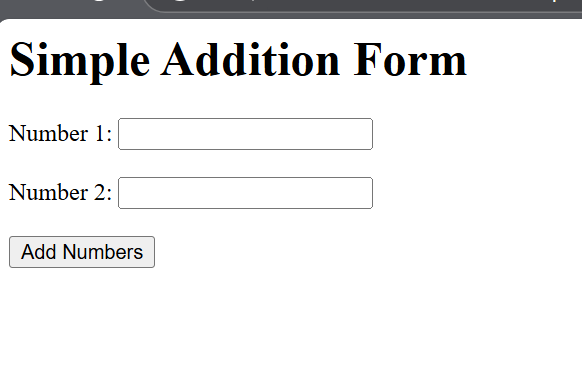 Simple Addition Form
Number 1:
Number 2:
Add Numbers